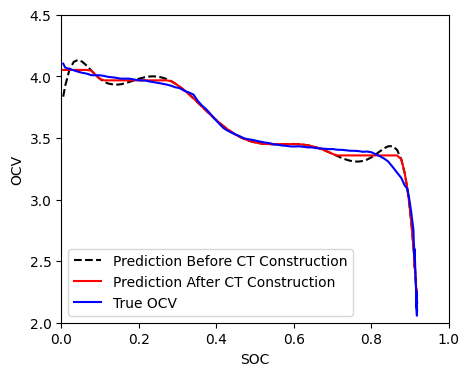 4.5
4.0
3.5
3.0
2.5
2.0
OCV
Prediction Before CT Construction
Prediction After CT Construction
True OCV
0.0 0.2 0.4 0.6 0.8 1.0
SOC